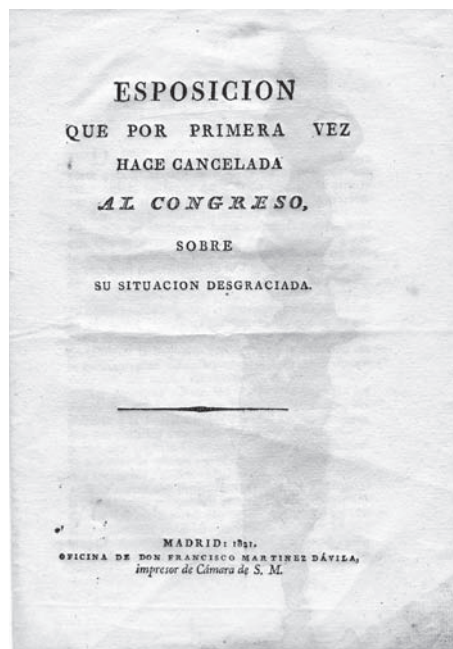 ESPOSICION
QUE POR PRIMERA VEZ
HACE CANCELADA
AL CONGRESO,
SOBRE
SU SITUACION DESGRACIADA.
MADRID: 1821.
OFICINA DE DON FRANCISCO MARTINEZ DÁVILA,
impresor de Cámara de S. M.